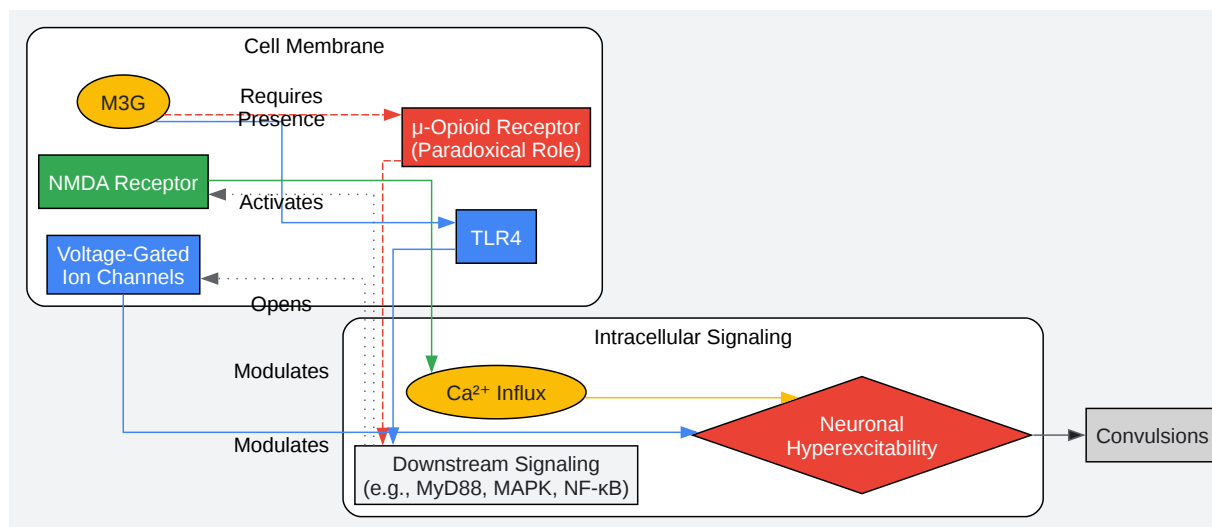 Cell Membrane
M3G
Requires
Presence
μ-Opioid Receptor
(Paradoxical Role)
NMDA Receptor
Activates
TLR4
Voltage-Gated
Ion Channels
Opens
Intracellular Signaling
Modulates
Ca²⁺ Influx
Neuronal
Hyperexcitability
Convulsions
Modulates
Downstream Signaling
(e.g., MyD88, MAPK, NF-κB)